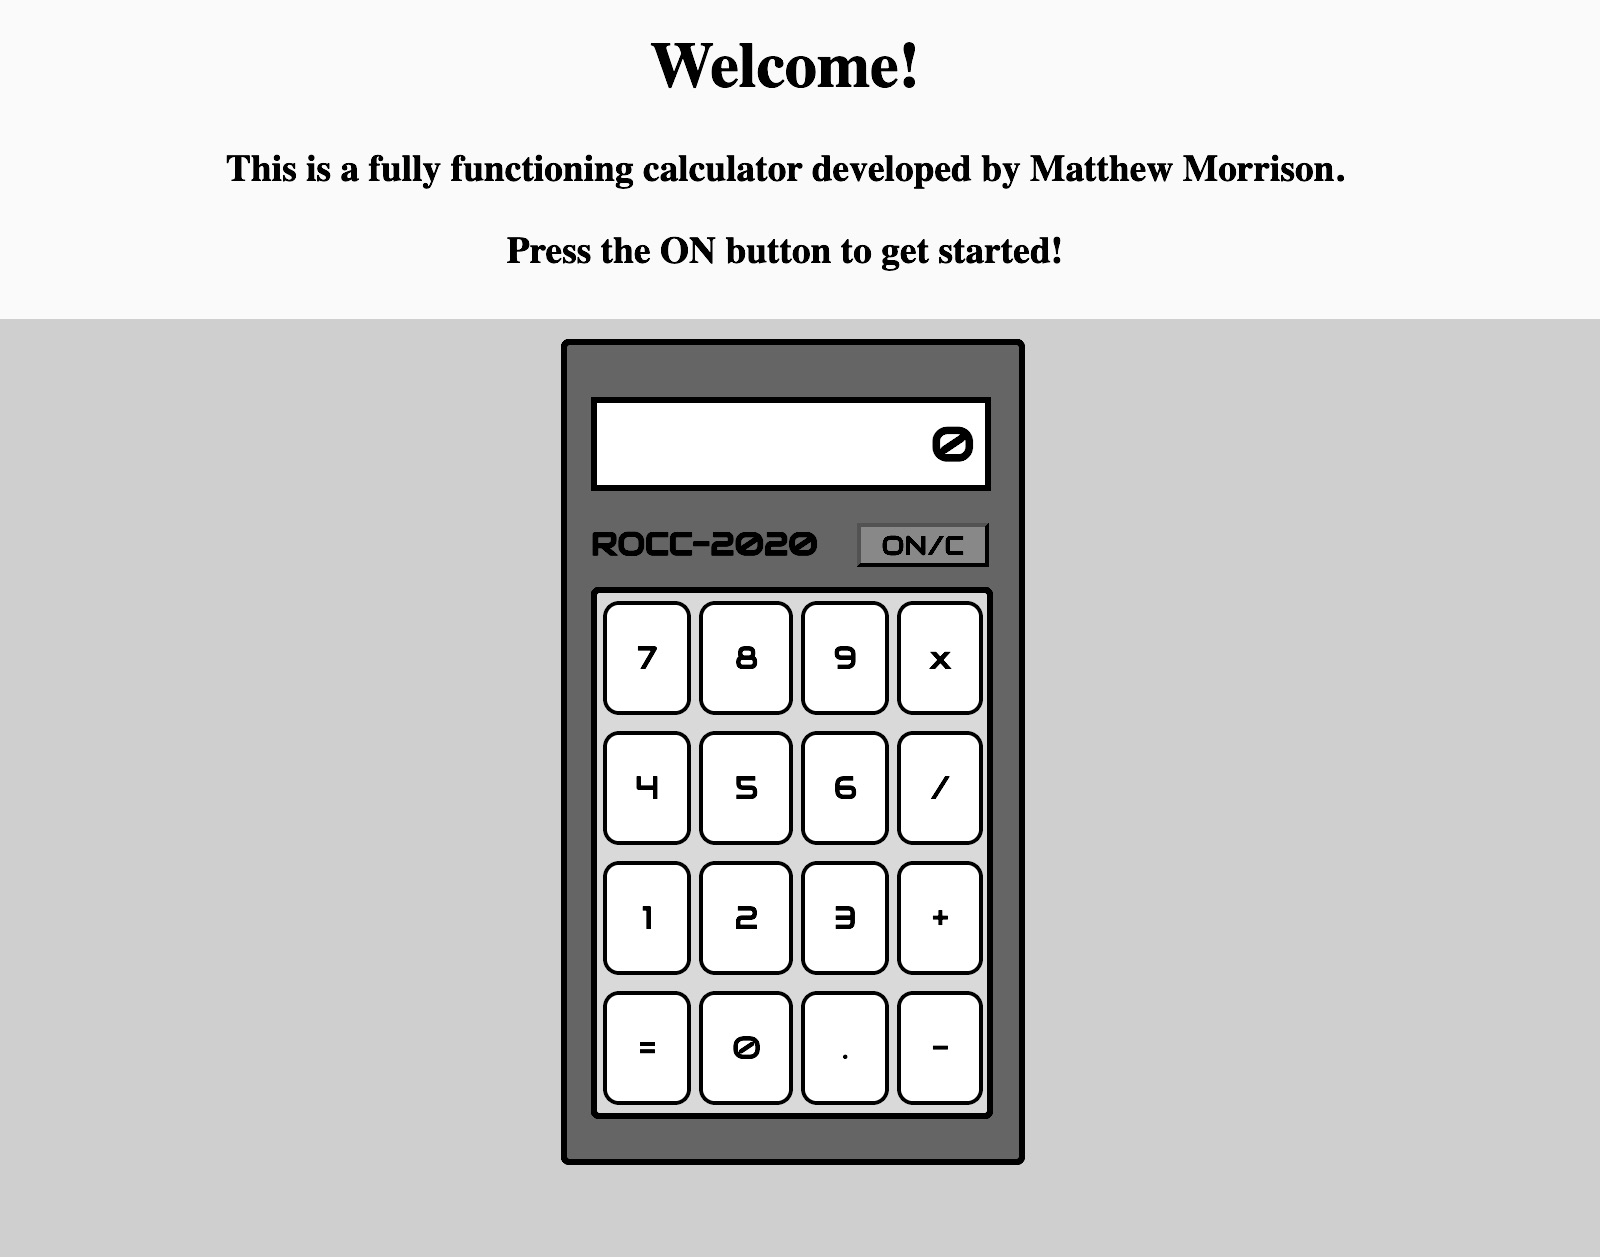 Welcome!
This is a fully functioning calculator developed by Matthew Morrison.
Press the ON button to get started!
0
ROCC-2020 ON/C
7 8 9 x
4 5 6 /
1 2 3 +
= 0 . -